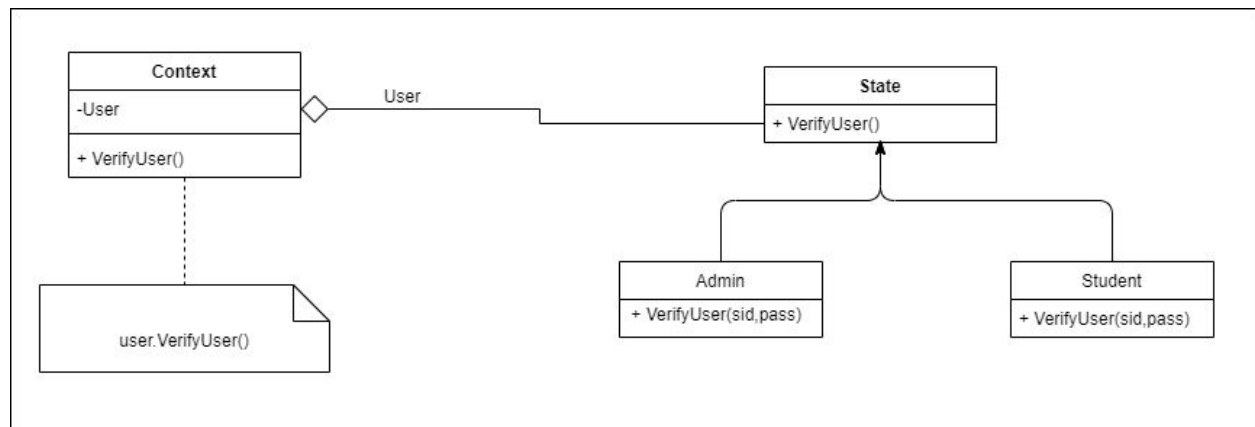 Context
-User
+ VerifyUser()
User
State
+ VerifyUser()
Admin
+ VerifyUser(sid,pass)
Student
+ VerifyUser(sid,pass)
user.VerifyUser()